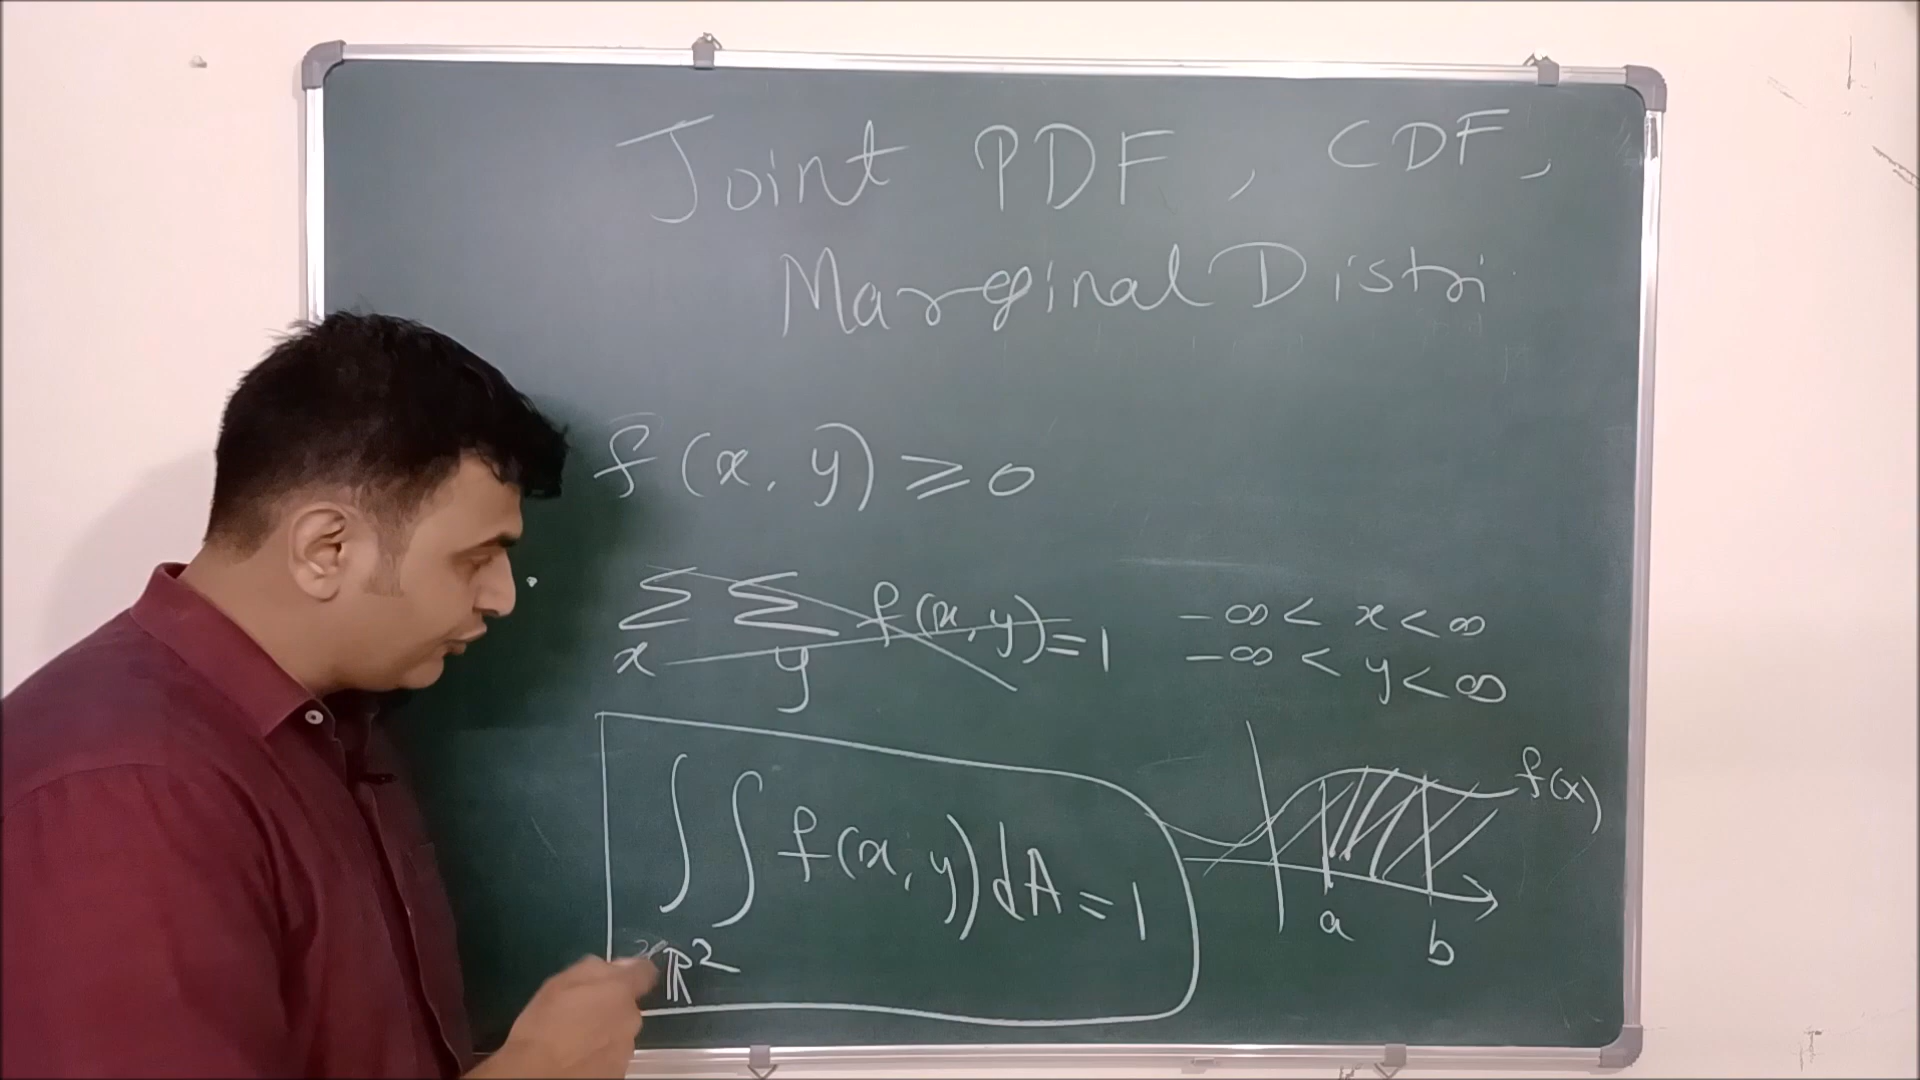 Joint PDF, CDF,
Marginal Distri
f(x, y) ≥ 0
∑ ∑ f(x, y) = 1
x y
-∞ < x < ∞
-∞ < y < ∞
∫∫ f(x, y) dA = 1
ℝ²
f(x)
a b